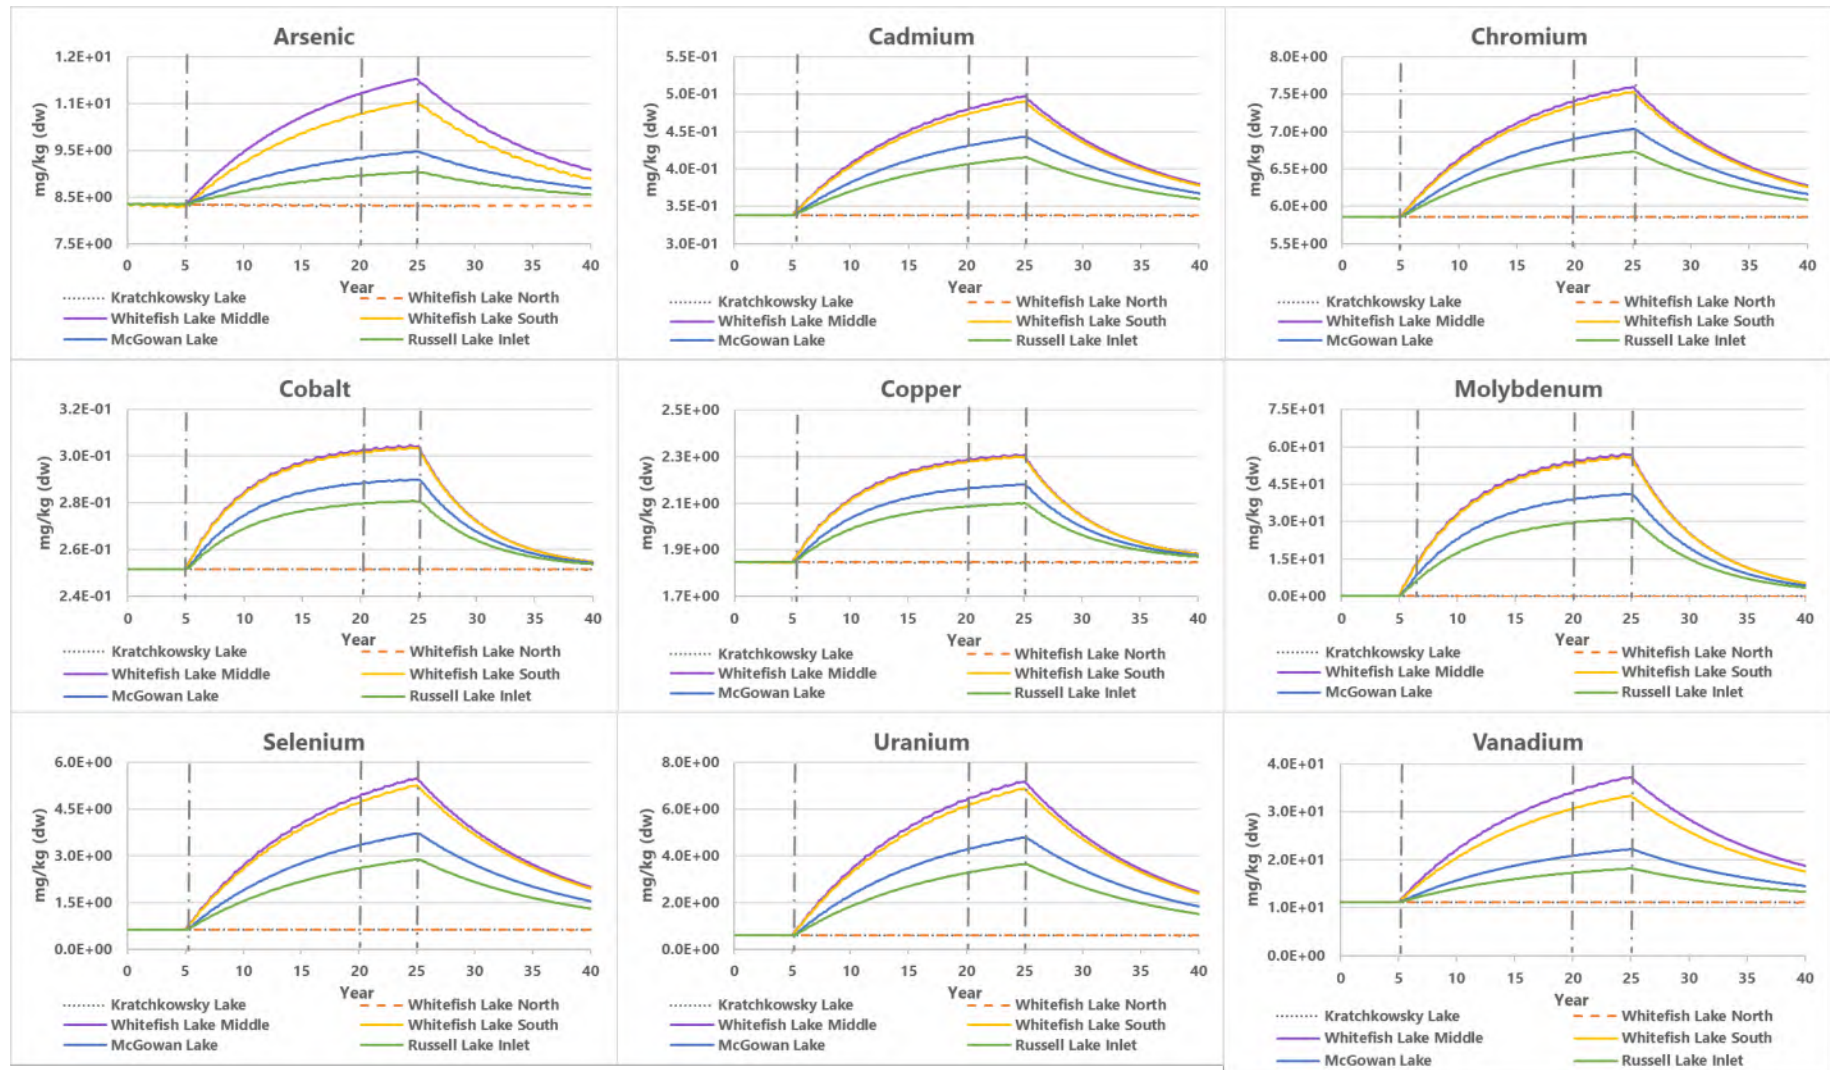 Arsenic
1.2E+01
1.1E+01
9.5E+00
8.5E+00
7.5E+00
mg/kg (dw)
0 5 10 15 20 25 30 35 40
Year
Kratchkowsky Lake Whitefish Lake North
Whitefish Lake Middle Whitefish Lake South
McGowan Lake Russell Lake Inlet
Cadmium
5.5E-01
5.0E-01
4.5E-01
4.0E-01
3.5E-01
3.0E-01
mg/kg (dw)
0 5 10 15 20 25 30 35 40
Year
Kratchkowsky Lake Whitefish Lake North
Whitefish Lake Middle Whitefish Lake South
McGowan Lake Russell Lake Inlet
Chromium
8.0E+00
7.5E+00
7.0E+00
6.5E+00
6.0E+00
5.5E+00
mg/kg (dw)
0 5 10 15 20 25 30 35 40
Year
Kratchkowsky Lake Whitefish Lake North
Whitefish Lake Middle Whitefish Lake South
McGowan Lake Russell Lake Inlet
Cobalt
3.2E-01
3.0E-01
2.8E-01
2.6E-01
2.4E-01
mg/kg (dw)
0 5 10 15 20 25 30 35 40
Year
Kratchkowsky Lake Whitefish Lake North
Whitefish Lake Middle Whitefish Lake South
McGowan Lake Russell Lake Inlet
Copper
2.5E+00
2.3E+00
2.1E+00
1.9E+00
1.7E+00
mg/kg (dw)
0 5 10 15 20 25 30 35 40
Year
Kratchkowsky Lake Whitefish Lake North
Whitefish Lake Middle Whitefish Lake South
McGowan Lake Russell Lake Inlet
Molybdenum
7.5E+01
6.0E+01
4.5E+01
3.0E+01
1.5E+01
0.0E+00
mg/kg (dw)
0 5 10 15 20 25 30 35 40
Year
Kratchkowsky Lake Whitefish Lake North
Whitefish Lake Middle Whitefish Lake South
McGowan Lake Russell Lake Inlet
Selenium
6.0E+00
4.5E+00
3.0E+00
1.5E+00
0.0E+00
mg/kg (dw)
0 5 10 15 20 25 30 35 40
Year
Kratchkowsky Lake Whitefish Lake North
Whitefish Lake Middle Whitefish Lake South
McGowan Lake Russell Lake Inlet
Uranium
8.0E+00
6.0E+00
4.0E+00
2.0E+00
0.0E+00
mg/kg (dw)
0 5 10 15 20 25 30 35 40
Year
Kratchkowsky Lake Whitefish Lake North
Whitefish Lake Middle Whitefish Lake South
McGowan Lake Russell Lake Inlet
Vanadium
4.0E+01
3.0E+01
2.0E+01
1.0E+01
0.0E+00
mg/kg (dw)
0 5 10 15 20 25 30 35 40
Year
Kratchkowsky Lake Whitefish Lake North
Whitefish Lake Middle Whitefish Lake South
McGowan Lake Russell Lake Inlet